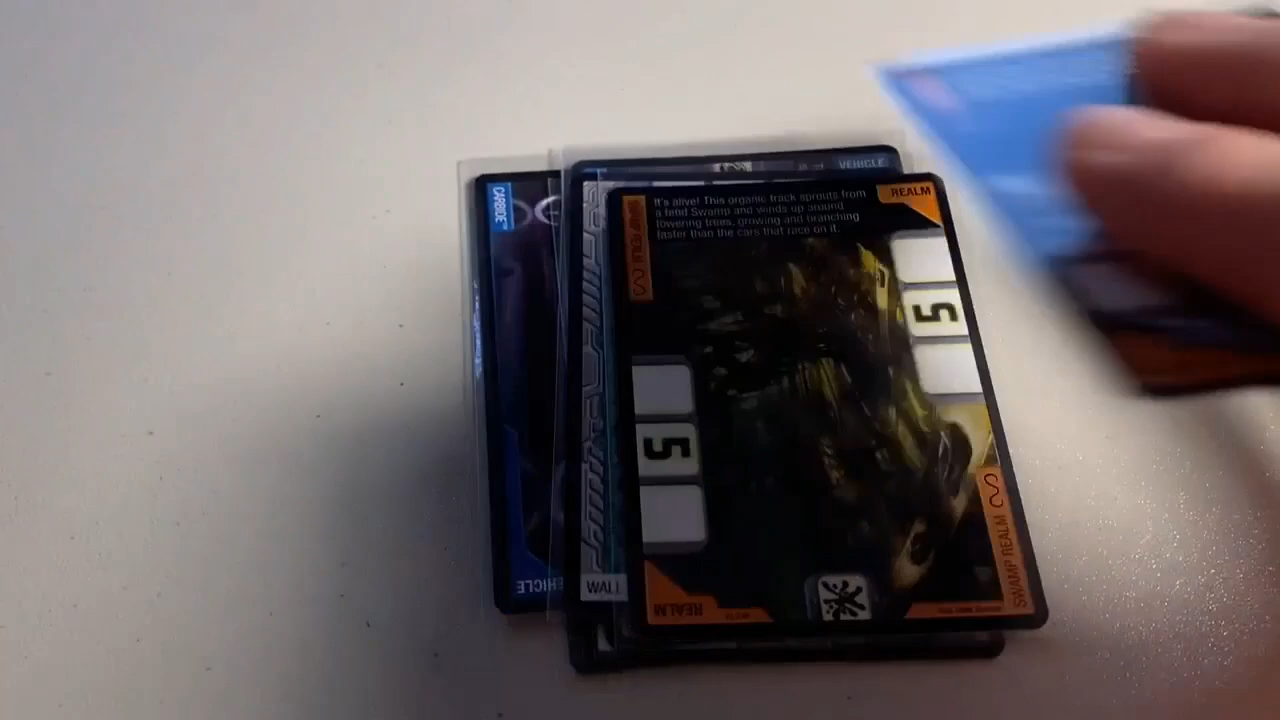 VEHICLE
CARBIDE
VEHICLE
WALL
SWAMP REALM
It's alive! This organic track sprouts from
a fetid Swamp and winds up around
towering trees, growing and branching
faster than the cars that race on it.
REALM
5
5
SWAMP REALM
REALM